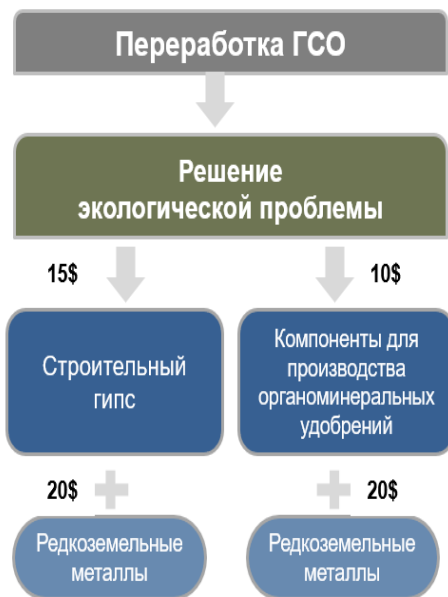 Переработка ГСО
Решение
экологической проблемы
15$
10$
Строительный
гипс
Компоненты для
производства
органоминеральных
удобрений
20$
20$
Редкоземельные
металлы
Редкоземельные
металлы